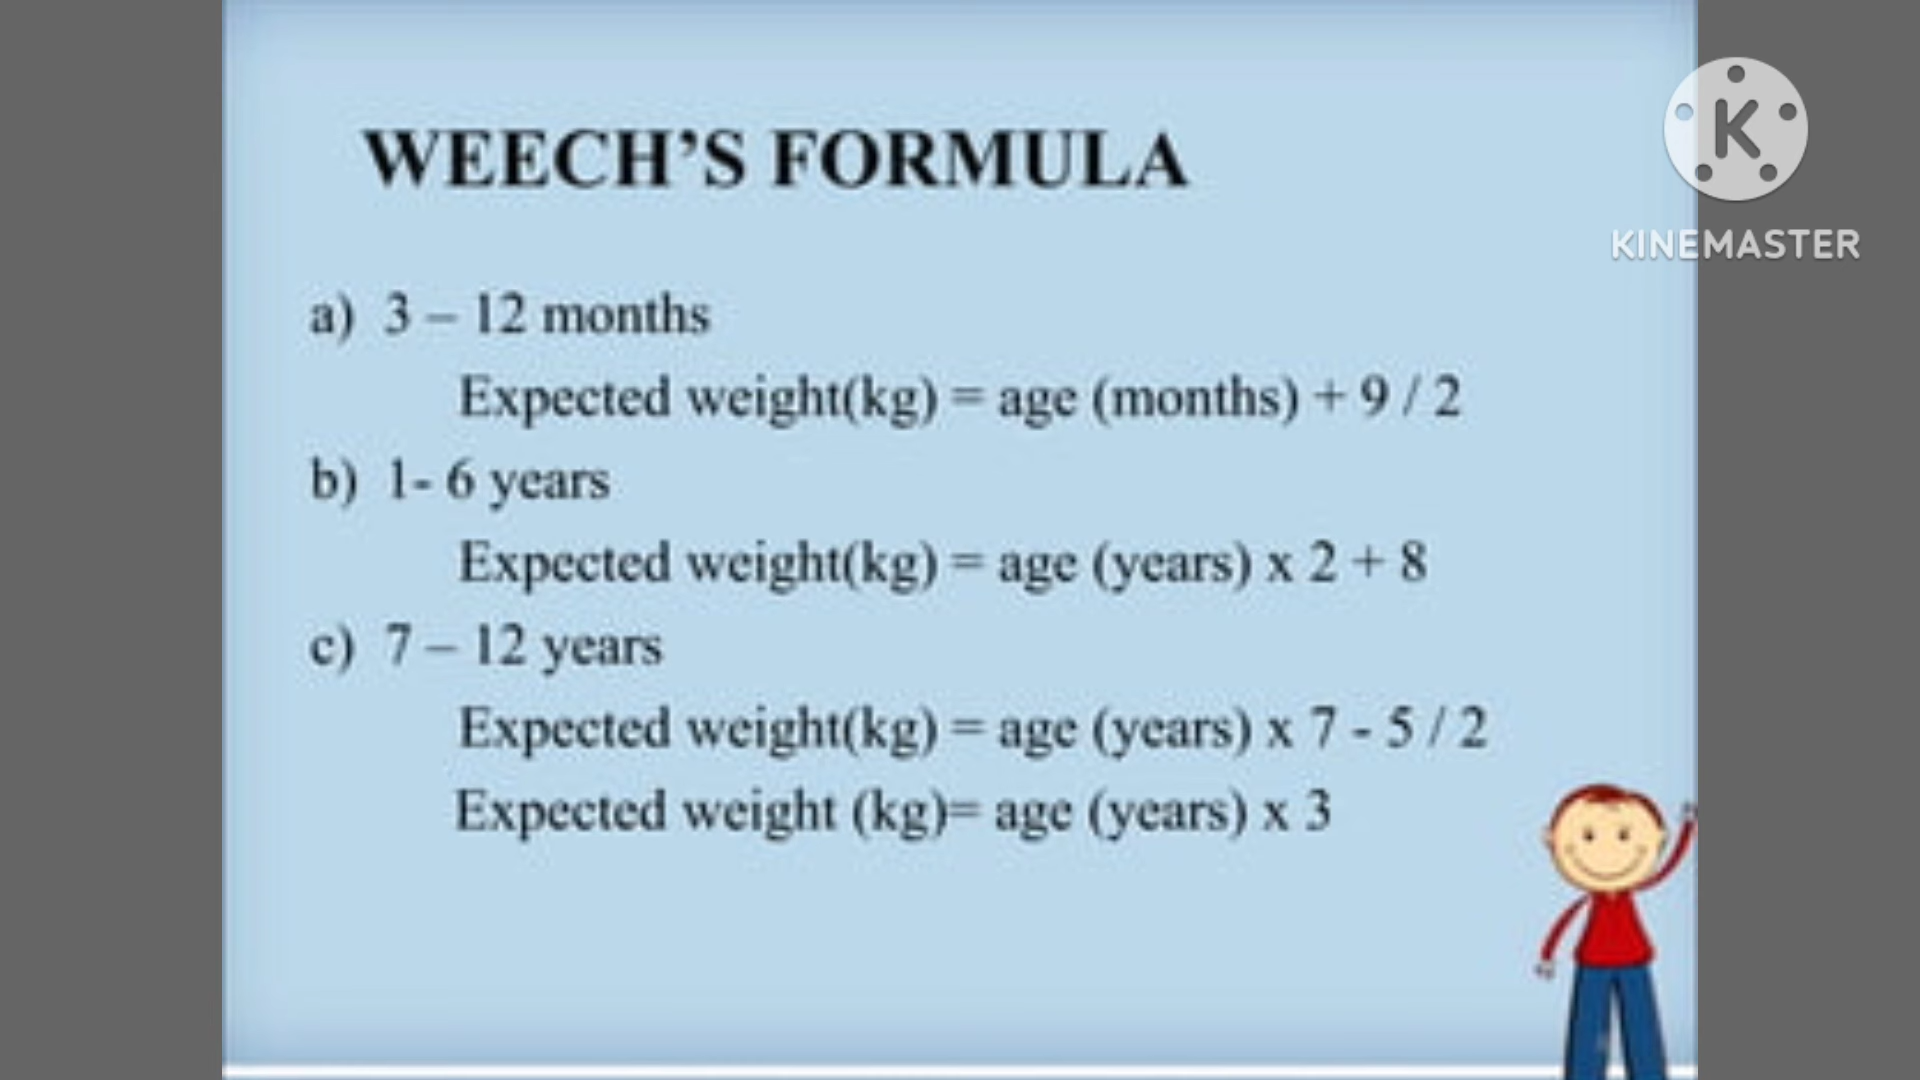 WEECH'S FORMULA
K
KINEMASTER
a) 3 – 12 months
Expected weight(kg) = age (months) + 9 / 2
b) 1- 6 years
Expected weight(kg) = age (years) x 2 + 8
c) 7 – 12 years
Expected weight(kg) = age (years) x 7 - 5 / 2
Expected weight (kg)= age (years) x 3